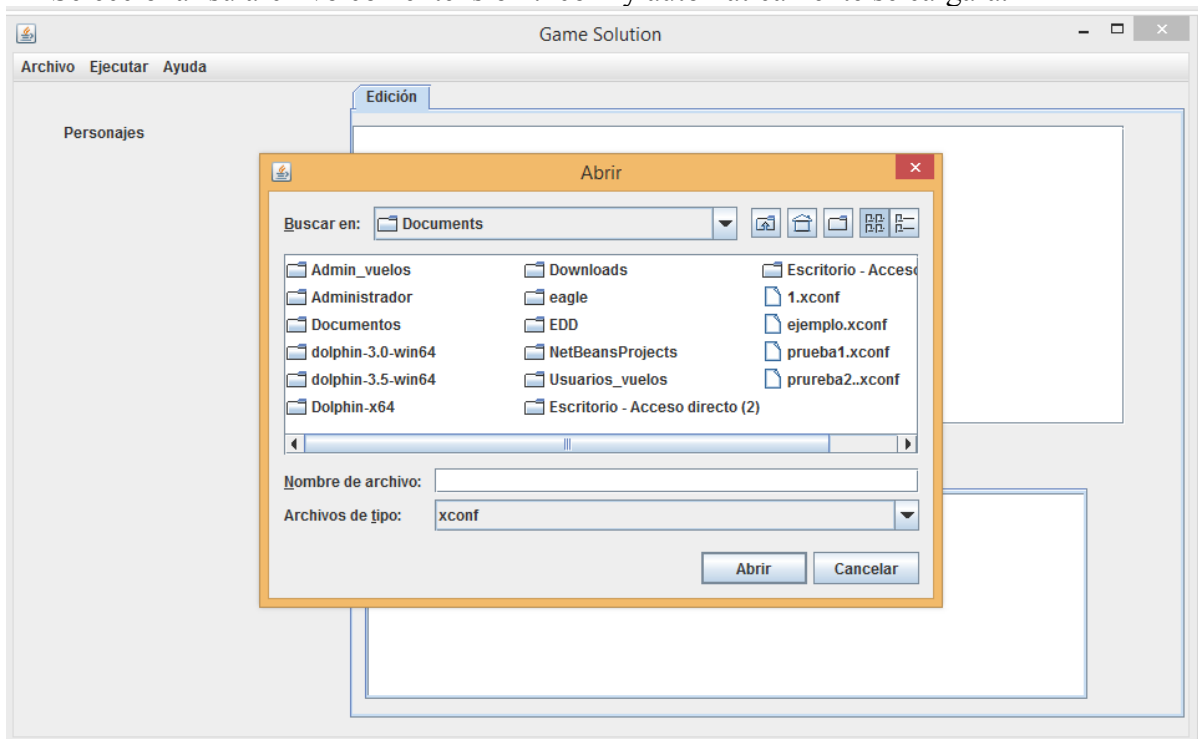 Game Solution
Archivo Ejecutar Ayuda
Edición
Personajes
Abrir
Buscar en: Documents
Admin_vuelos
Administrador
Documentos
dolphin-3.0-win64
dolphin-3.5-win64
Dolphin-x64
Downloads
eagle
EDD
NetBeansProjects
Usuarios_vuelos
Escritorio - Acceso directo (2)
Escritorio - Acces
1.xconf
ejemplo.xconf
prueba1.xconf
prureba2..xconf
Nombre de archivo:
Archivos de tipo: xconf
Abrir Cancelar